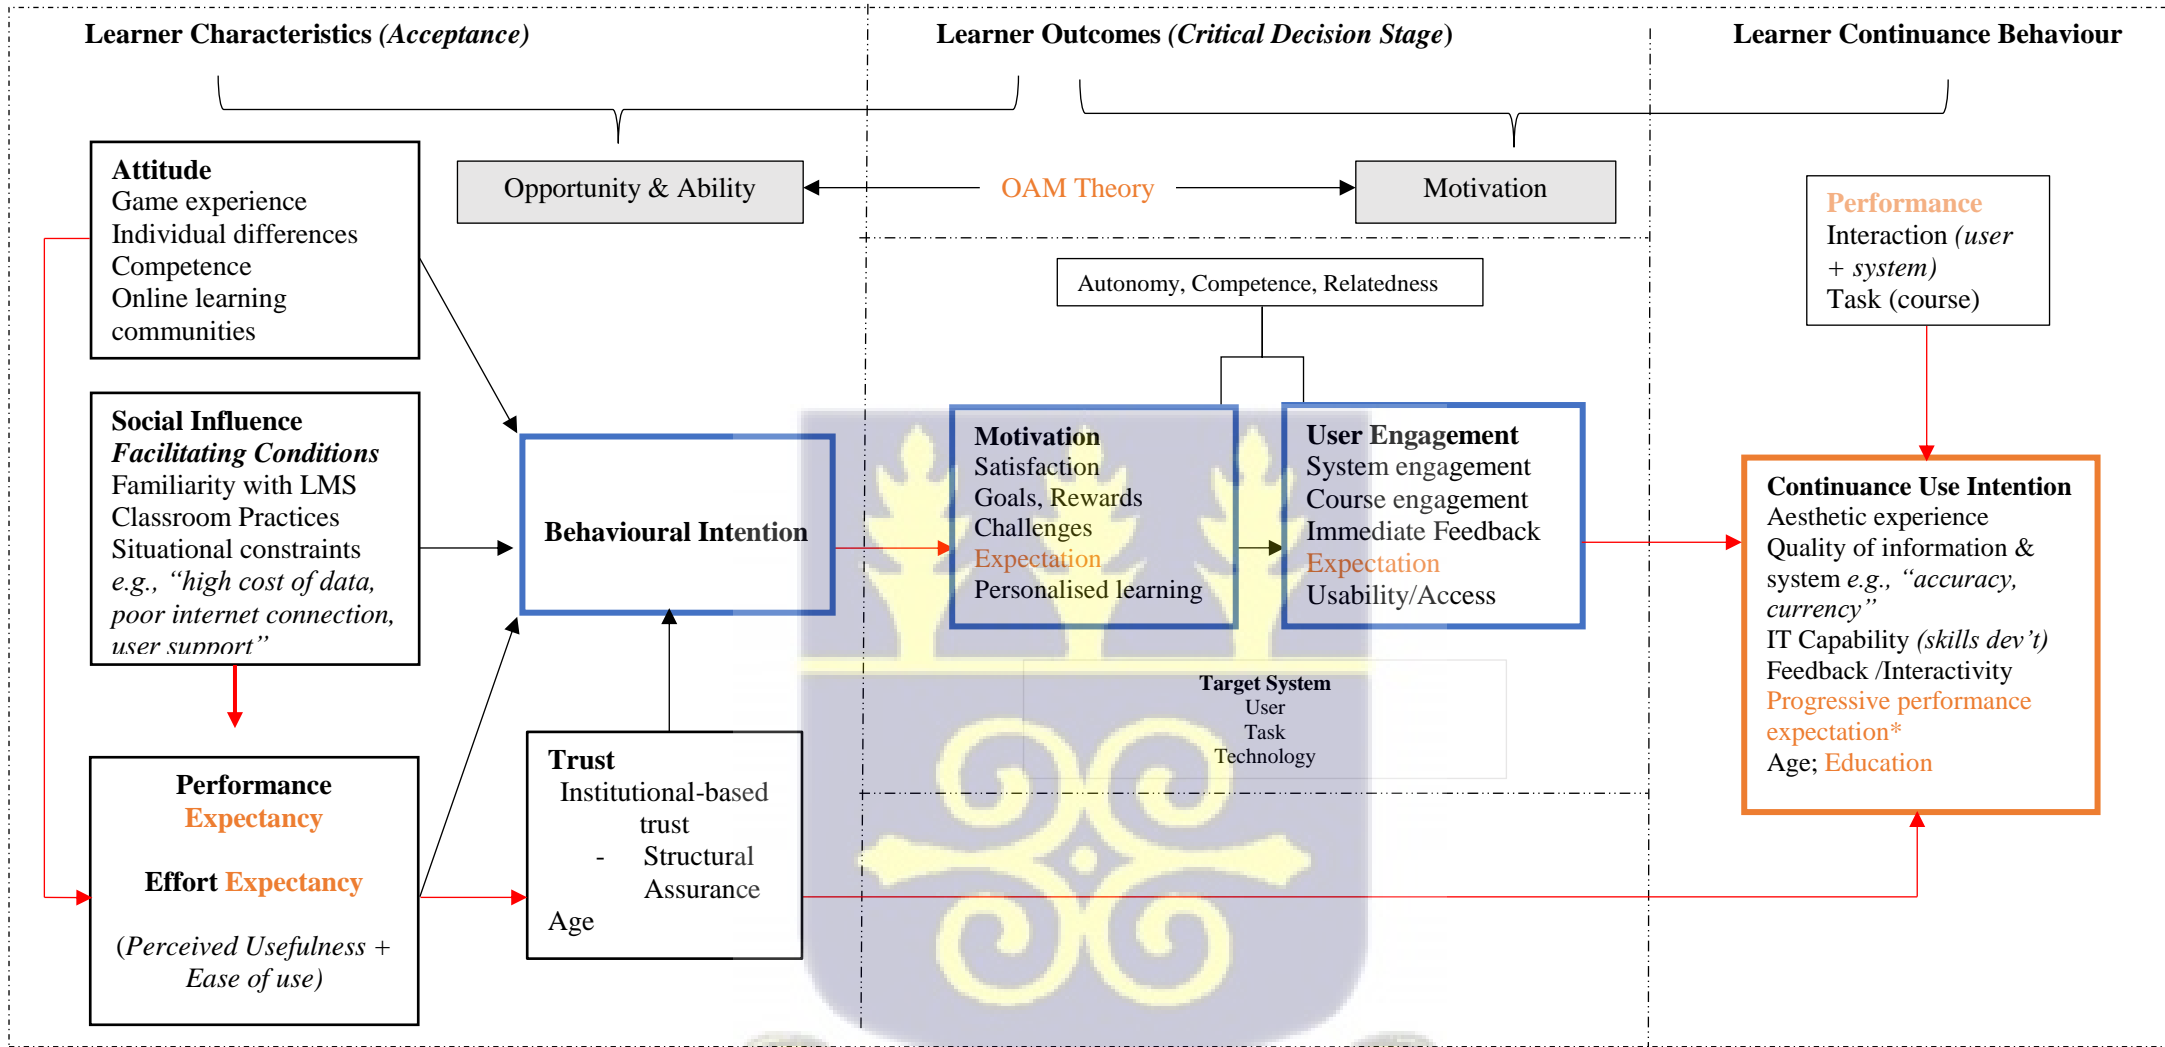 Learner Characteristics (Acceptance)
Learner Outcomes (Critical Decision Stage)
Learner Continuance Behaviour
Attitude
Game experience
Individual differences
Competence
Online learning
communities
Opportunity & Ability
OAM Theory
Motivation
Performance
Interaction (user
+ system)
Task (course)
Autonomy, Competence, Relatedness
Social Influence
Facilitating Conditions
Familiarity with LMS
Classroom Practices
Situational constraints
e.g., “high cost of data,
poor internet connection,
user support”
Behavioural Intention
Motivation
Satisfaction
Goals, Rewards
Challenges
Expectation
Personalised learning
User Engagement
System engagement
Course engagement
Immediate Feedback
Expectation
Usability/Access
Continuance Use Intention
Aesthetic experience
Quality of information &
system e.g., “accuracy,
currency”
IT Capability (skills dev’t)
Feedback /Interactivity
Progressive performance
expectation*
Age; Education
Target System
User
Task
Technology
Performance
Expectancy
Effort Expectancy
(Perceived Usefulness +
Ease of use)
Trust
Institutional-based
trust
- Structural
Assurance
Age